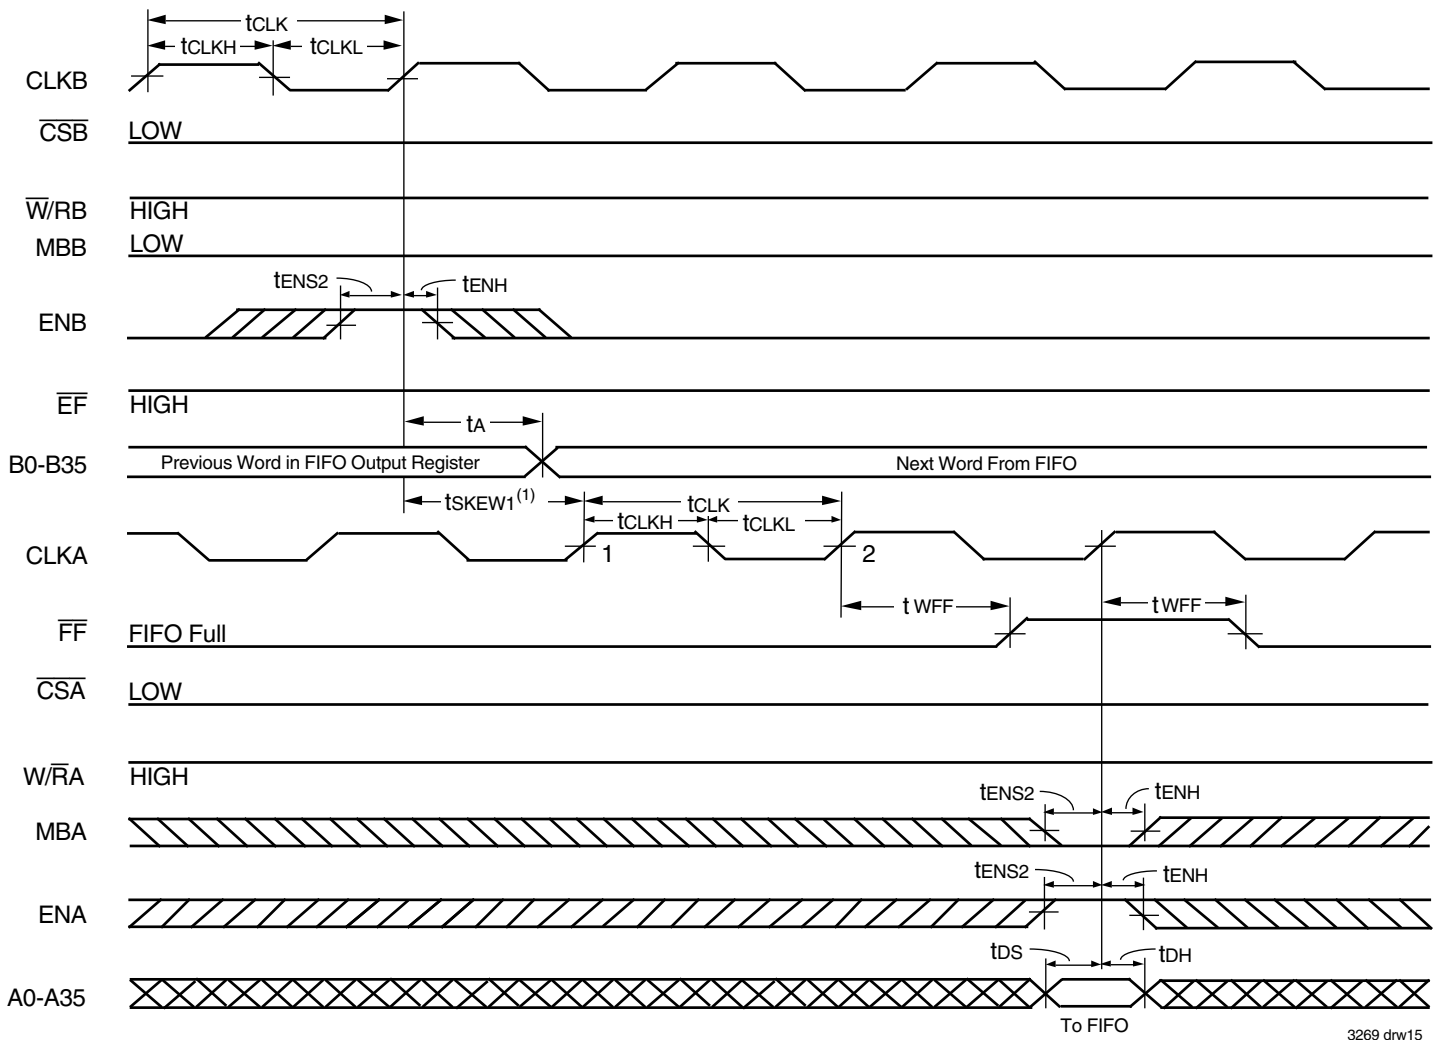 tCLK
tCLKH
tCLKL
CLKB
CSB
LOW
W/RB
HIGH
MBB
LOW
tENS2
tENH
ENB
EF
HIGH
tA
B0-B35
Previous Word in FIFO Output Register
Next Word From FIFO
tSKEW1(1)
tCLK
tCLKH
tCLKL
CLKA
1
2
tWFF
tWFF
FF
FIFO Full
CSA
LOW
W/RA
HIGH
tENS2
tENH
MBA
tENS2
tENH
ENA
tDS
tDH
A0-A35
To FIFO
3269 drw15